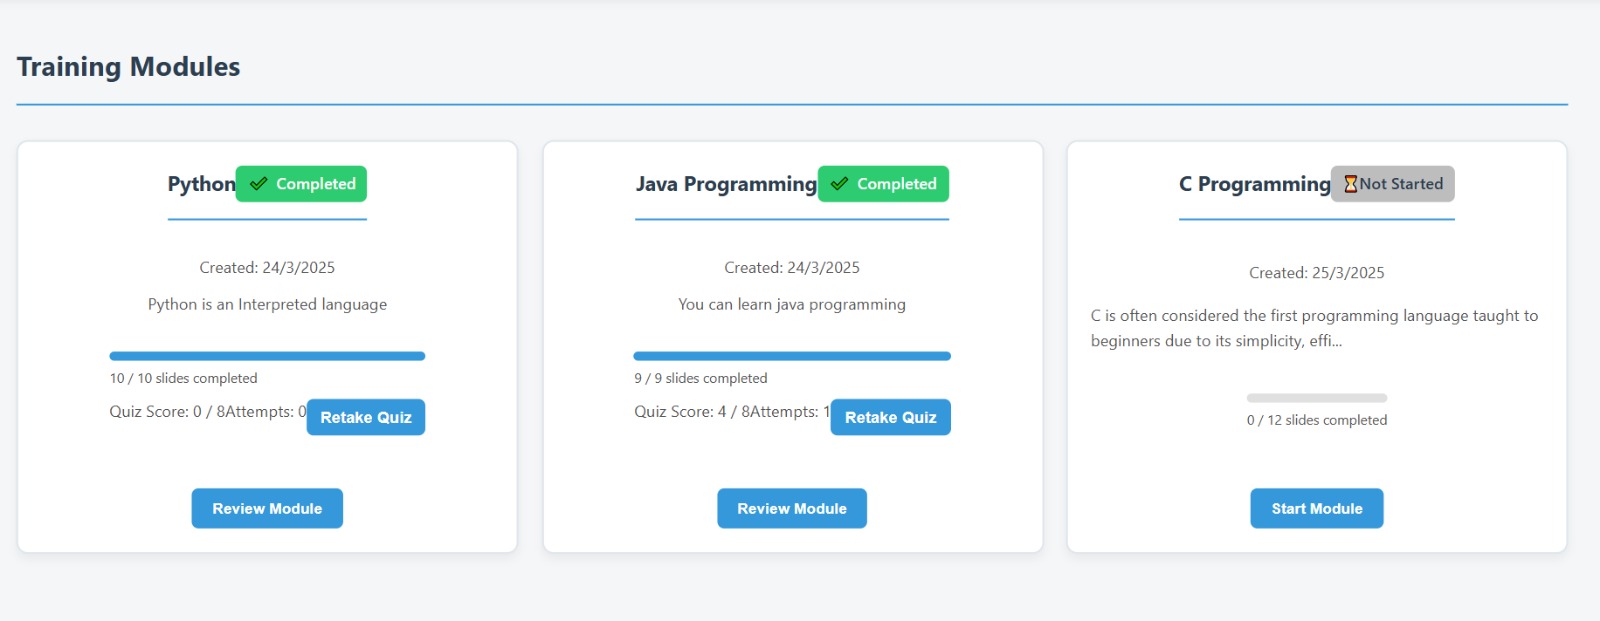 Training Modules
Python ✔ Completed
Created: 24/3/2025
Python is an Interpreted language
10 / 10 slides completed
Quiz Score: 0 / 8Attempts: 0 Retake Quiz
Review Module
Java Programming ✔ Completed
Created: 24/3/2025
You can learn java programming
9 / 9 slides completed
Quiz Score: 4 / 8Attempts: 1 Retake Quiz
Review Module
C Programming ⏳Not Started
Created: 25/3/2025
C is often considered the first programming language taught to
beginners due to its simplicity, effi...
0 / 12 slides completed
Start Module